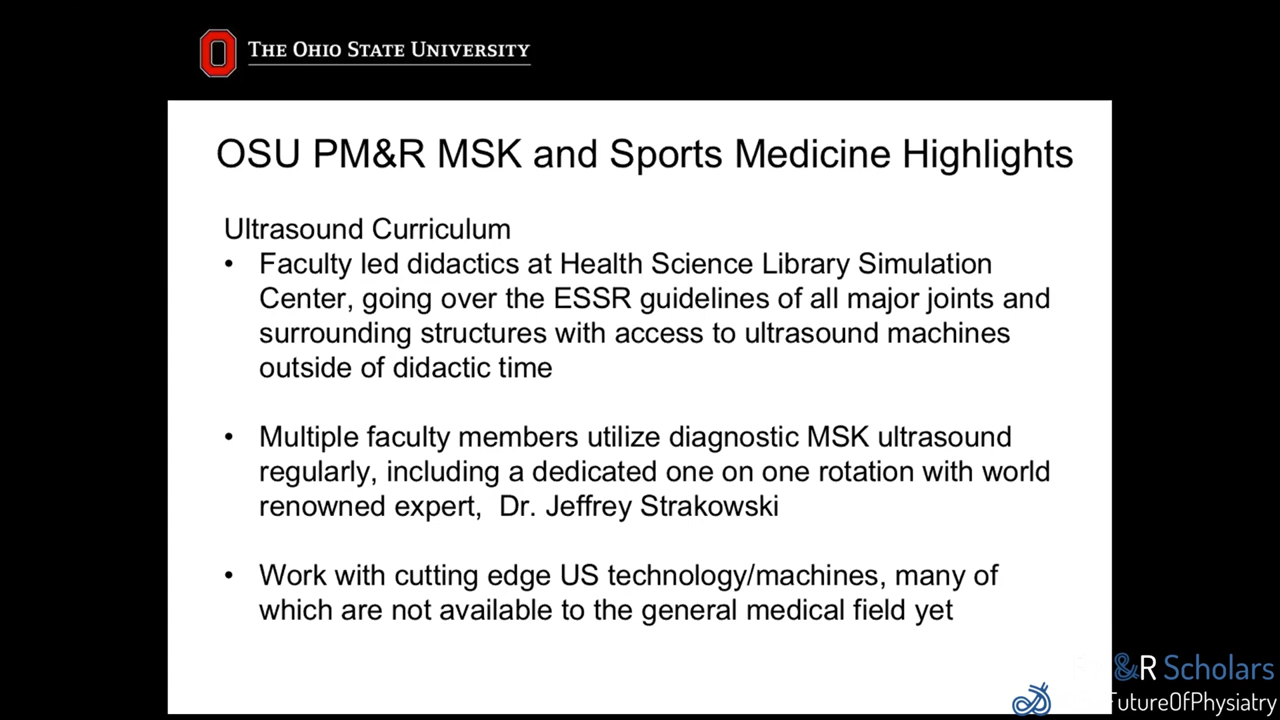 THE OHIO STATE UNIVERSITY
OSU PM&R MSK and Sports Medicine Highlights
Ultrasound Curriculum
• Faculty led didactics at Health Science Library Simulation
Center, going over the ESSR guidelines of all major joints and
surrounding structures with access to ultrasound machines
outside of didactic time
• Multiple faculty members utilize diagnostic MSK ultrasound
regularly, including a dedicated one on one rotation with world
renowned expert, Dr. Jeffrey Strakowski
• Work with cutting edge US technology/machines, many of
which are not available to the general medical field yet
&R Scholars
FutureOfPhysiatry